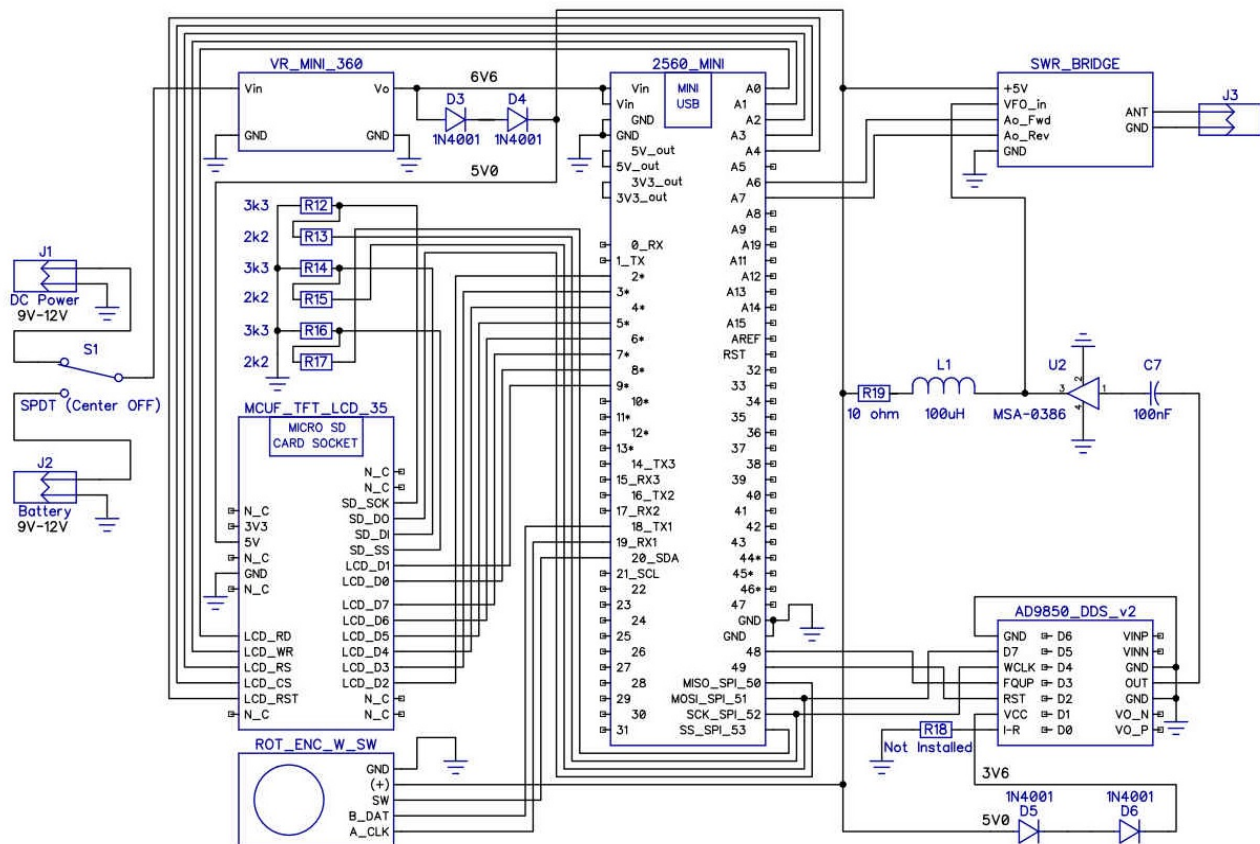 VR_MINI_360
Vin
Vo
GND
GND
6V6
D3
1N4001
D4
1N4001
5V0
2560_MINI
MINI
USB
Vin
Vin
GND
GND
5V_out
5V_out
3V3_out
3V3_out
0_RX
1_TX
2*
3*
4*
5*
6*
7*
8*
9*
10*
11*
12*
13*
14_TX3
15_RX3
16_TX2
17_RX2
18_TX1
19_RX1
20_SDA
21_SCL
22
23
24
25
26
27
28
29
30
31
A0
A1
A2
A3
A4
A5
A6
A7
A8
A9
A19
A11
A12
A13
A14
A15
AREF
RST
32
33
34
35
36
37
38
39
40
41
42
43
44*
45*
46*
47
GND
GND
48
49
MISO_SPI_50
MOSI_SPI_51
SCK_SPI_52
SS_SPI_53
SWR_BRIDGE
+5V
VFO_in
Ao_Fwd
Ao_Rev
GND
ANT
GND
J3
3k3
R12
2k2
R13
3k3
R14
2k2
R15
3k3
R16
2k2
R17
J1
DC Power
9V-12V
S1
SPDT (Center OFF)
J2
Battery
9V-12V
MCUF_TFT_LCD_35
MICRO SD
CARD SOCKET
N_C
3V3
5V
N_C
GND
N_C
LCD_RD
LCD_WR
LCD_RS
LCD_CS
LCD_RST
N_C
N_C
N_C
SD_SCK
SD_DO
SD_DI
SD_SS
LCD_D1
LCD_D0
LCD_D7
LCD_D6
LCD_D5
LCD_D4
LCD_D3
LCD_D2
N_C
N_C
ROT_ENC_W_SW
GND
(+)
SW
B_DAT
A_CLK
R19
10 ohm
L1
100uH
U2
MSA-0386
3
2
4
1
C7
100nF
AD9850_DDS_v2
GND
D7
WCLK
FQUP
RST
VCC
I-R
D6
D5
D4
D3
D2
D1
D0
VINP
VINN
GND
OUT
GND
VO_N
VO_P
R18
Not Installed
3V6
5V0
1N4001
D5
1N4001
D6